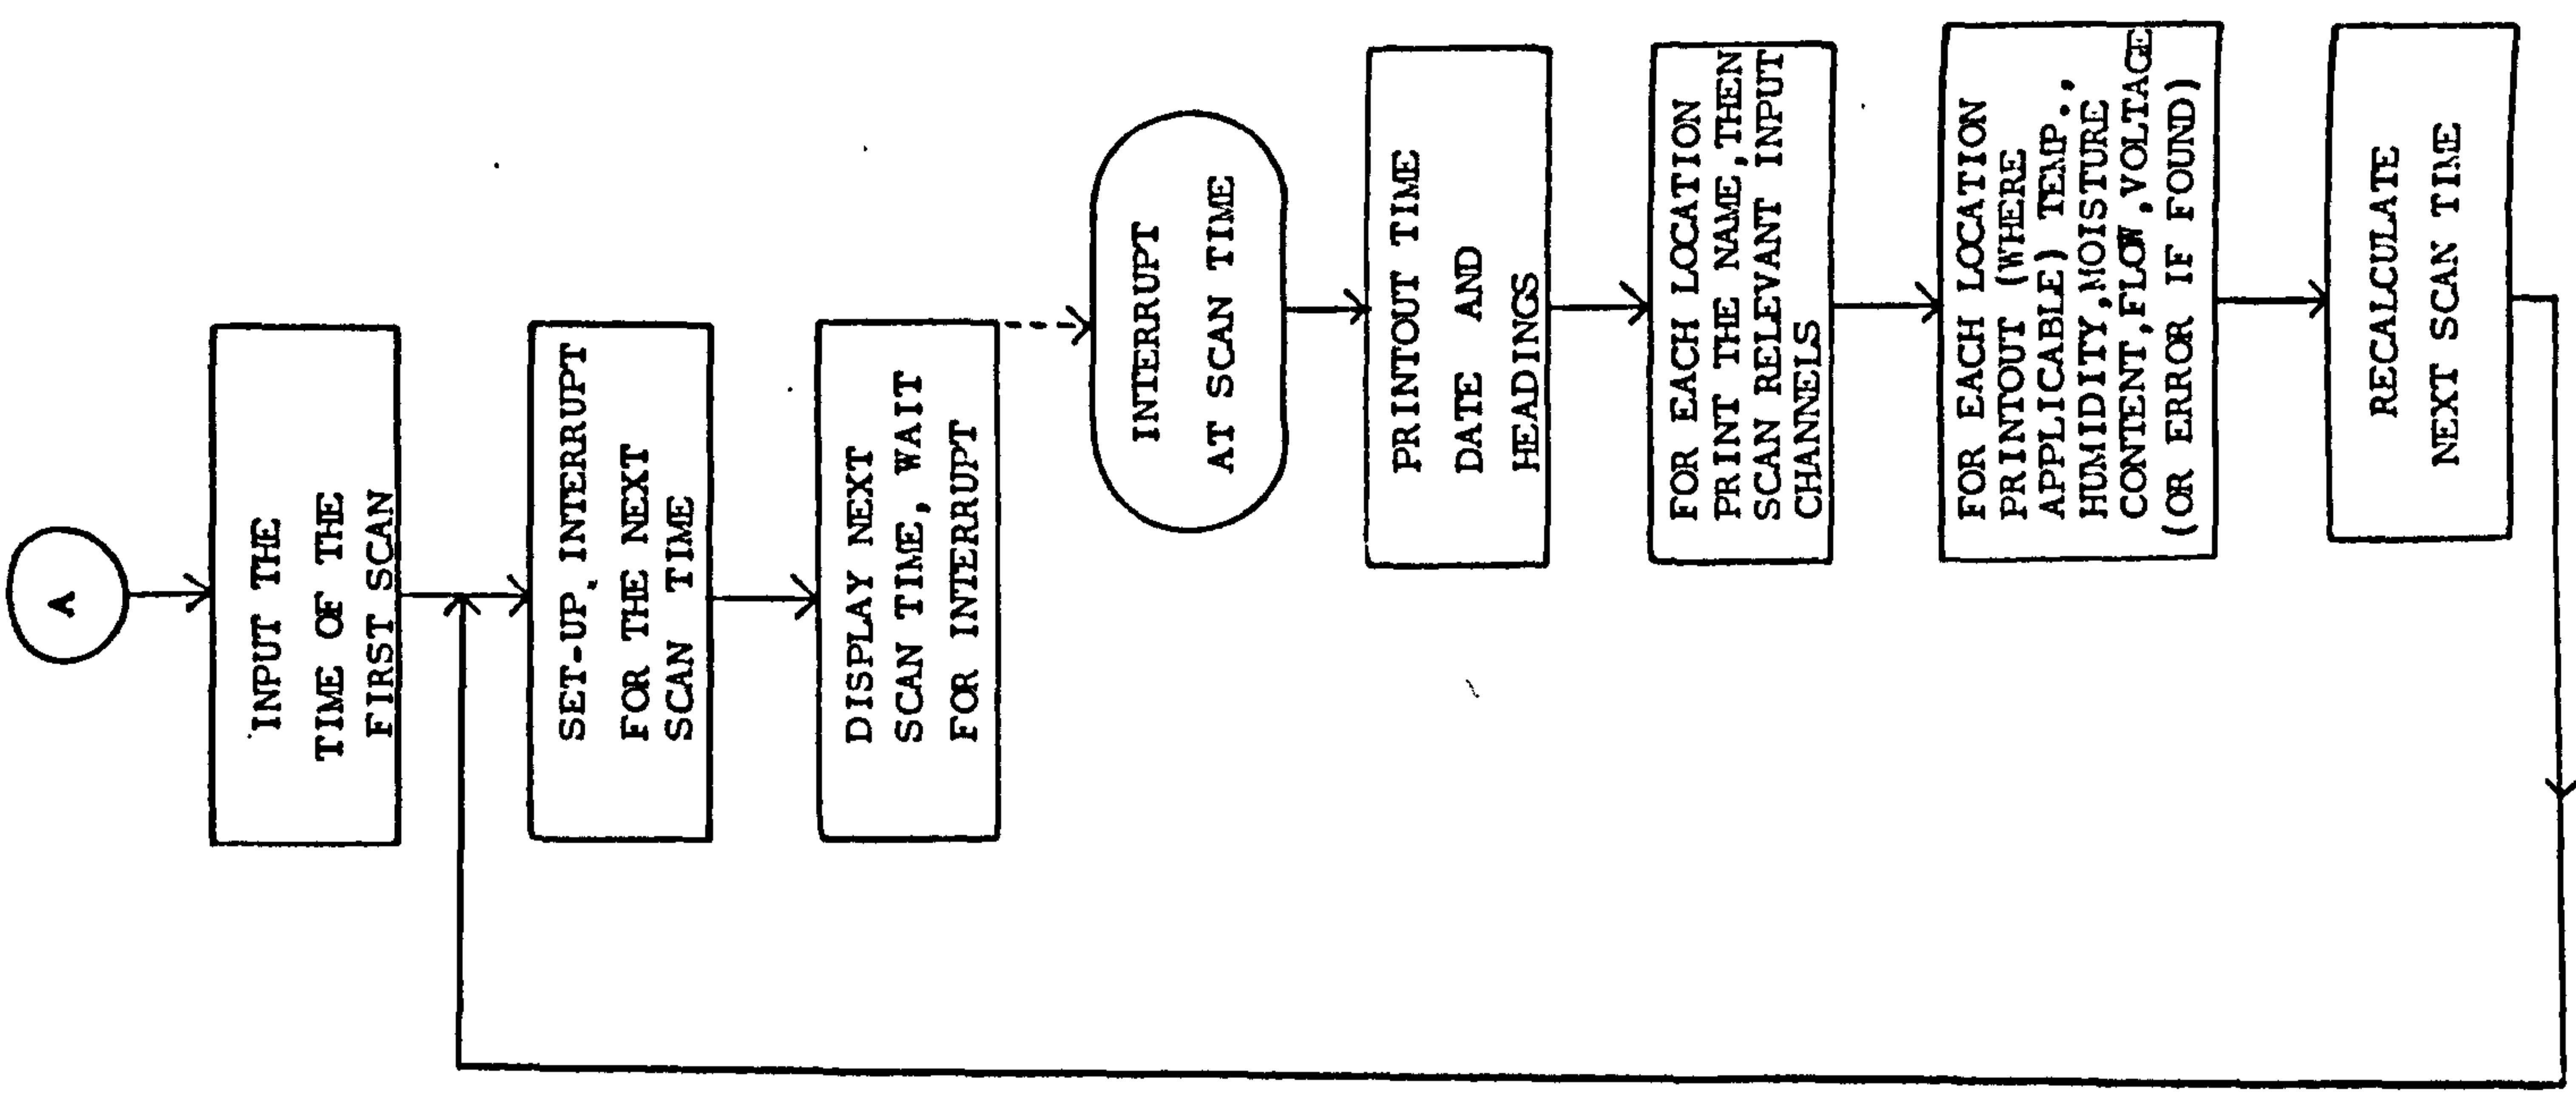 A
INPUT THE
TIME OF THE
FIRST SCAN
SET-UP INTERRUPT
FOR THE NEXT
SCAN TIME
DISPLAY NEXT
SCAN TIME, WAIT
FOR INTERRUPT
INTERRUPT
AT SCAN TIME
PRINTOUT TIME
DATE AND
HEADINGS
FOR EACH LOCATION
PRINT THE NAME,THEN
SCAN RELEVANT INPUT
CHANNELS
FOR EACH LOCATION
PRINTOUT (WHERE
APPLICABLE) TEMP.,
HUMIDITY,MOISTURE
CONTENT,FLOW,VOLTAGE
(OR ERROR IF FOUND)
RECALCULATE
NEXT SCAN TIME